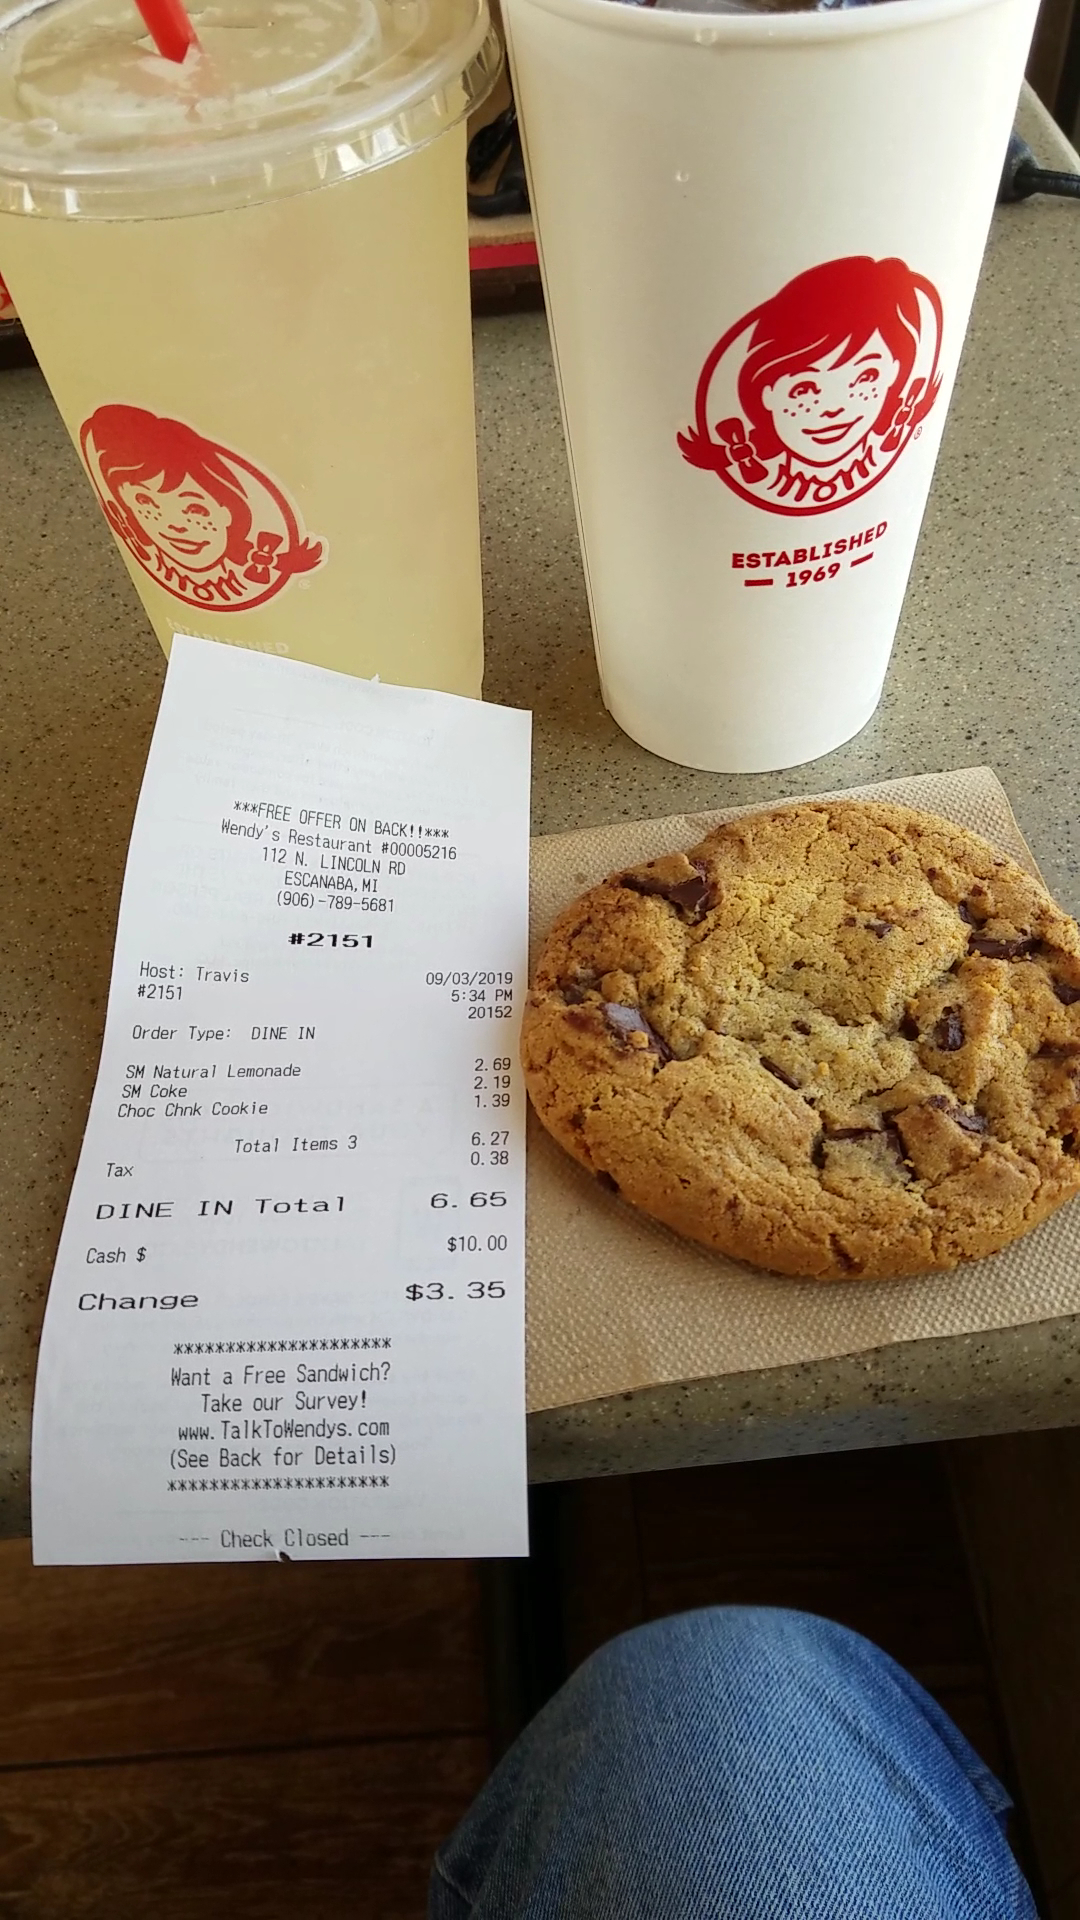 ESTABLISHED
1969
ESTABLISHED
***FREE OFFER ON BACK!!***
Wendy's Restaurant #00005216
112 N. LINCOLN RD
ESCANABA, MI
(906)-789-5681
#2151
Host: Travis 09/03/2019
#2151 5:34 PM
20152
Order Type: DINE IN
SM Natural Lemonade 2.69
SM Coke 2.19
Choc Chnk Cookie 1.39
Total Items 3 6.27
Tax 0.38
DINE IN Total 6.65
Cash $ $10.00
Change $3.35
********************
Want a Free Sandwich?
Take our Survey!
www.TalkToWendys.com
(See Back for Details)
********************
--- Check Closed ---